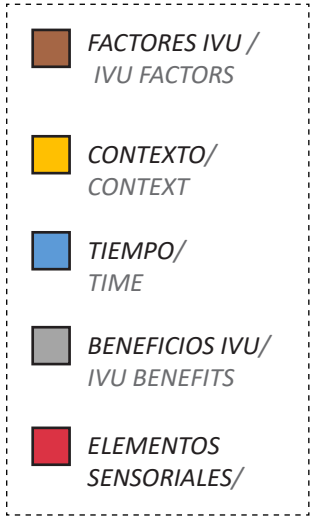 FACTORES IVU /
IVU FACTORS
CONTEXTO/
CONTEXT
TIEMPO/
TIME
BENEFICIOS IVU/
IVU BENEFITS
ELEMENTOS
SENSORIALES/